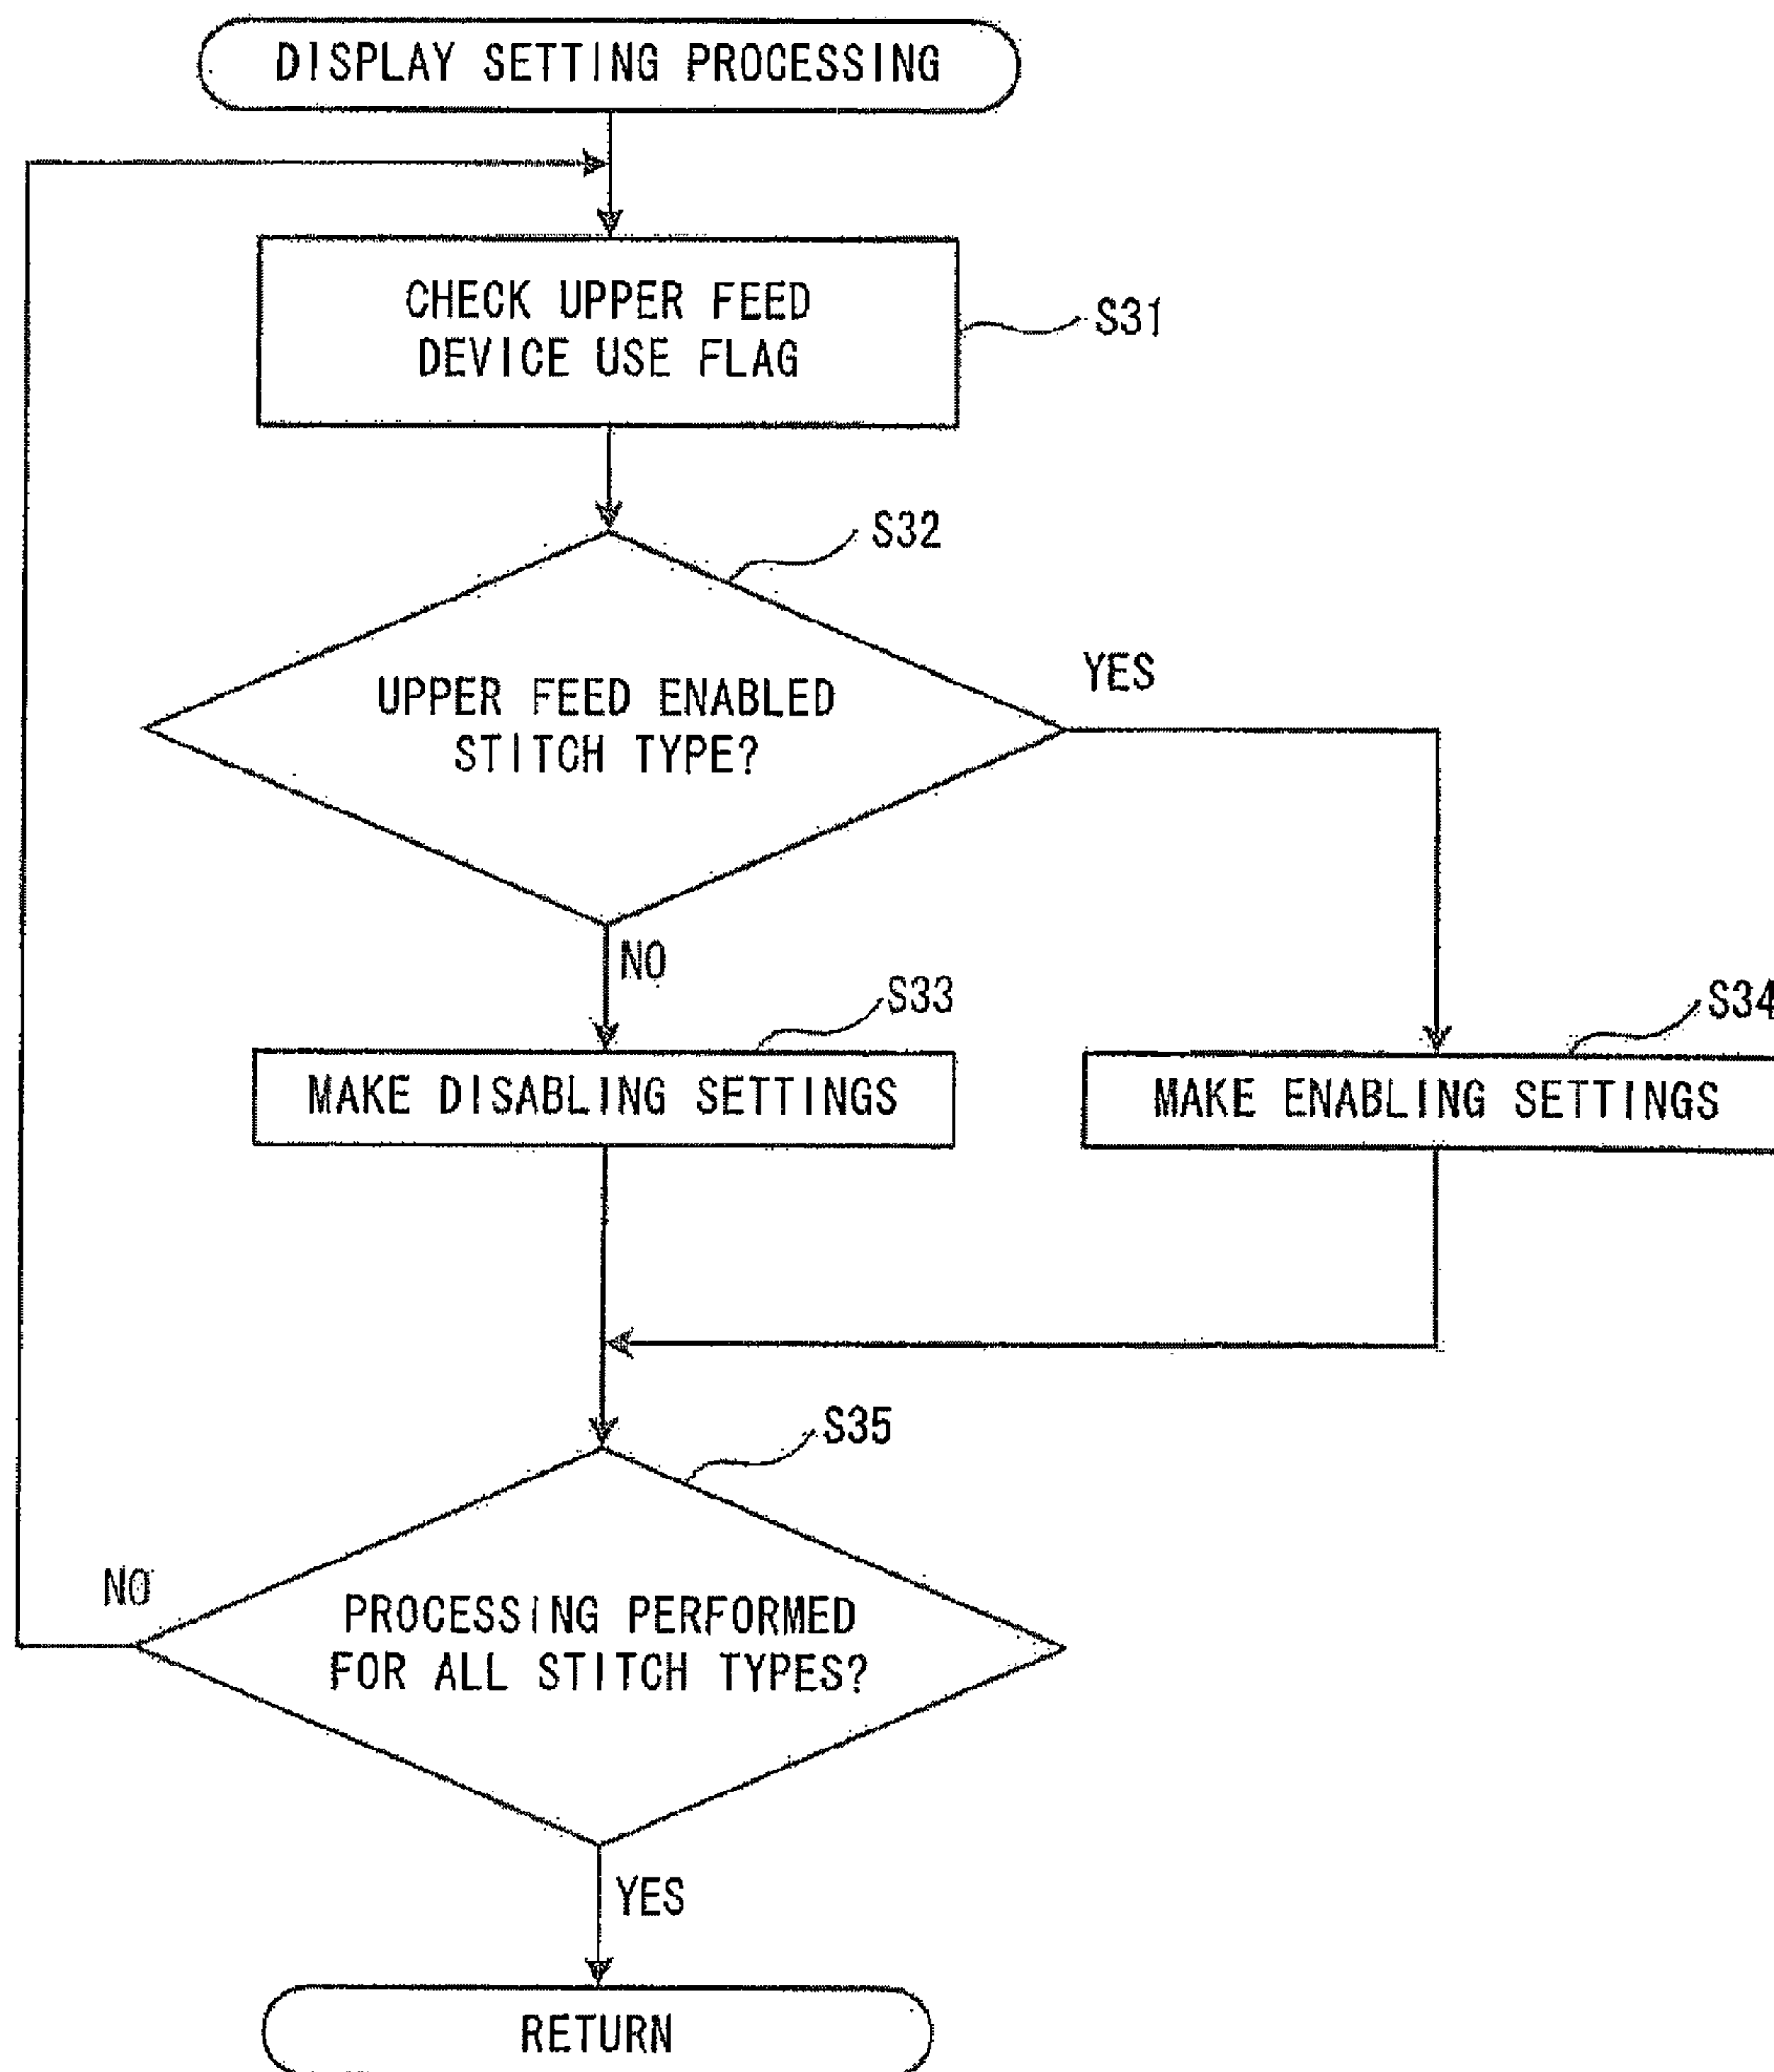 DISPLAY SETTING PROCESSING
CHECK UPPER FEED
DEVICE USE FLAG
S31
S32
UPPER FEED ENABLED
STITCH TYPE?
YES
NO
S33
S34
MAKE DISABLING SETTINGS
MAKE ENABLING SETTINGS
S35
NO
PROCESSING PERFORMED
FOR ALL STITCH TYPES?
YES
RETURN